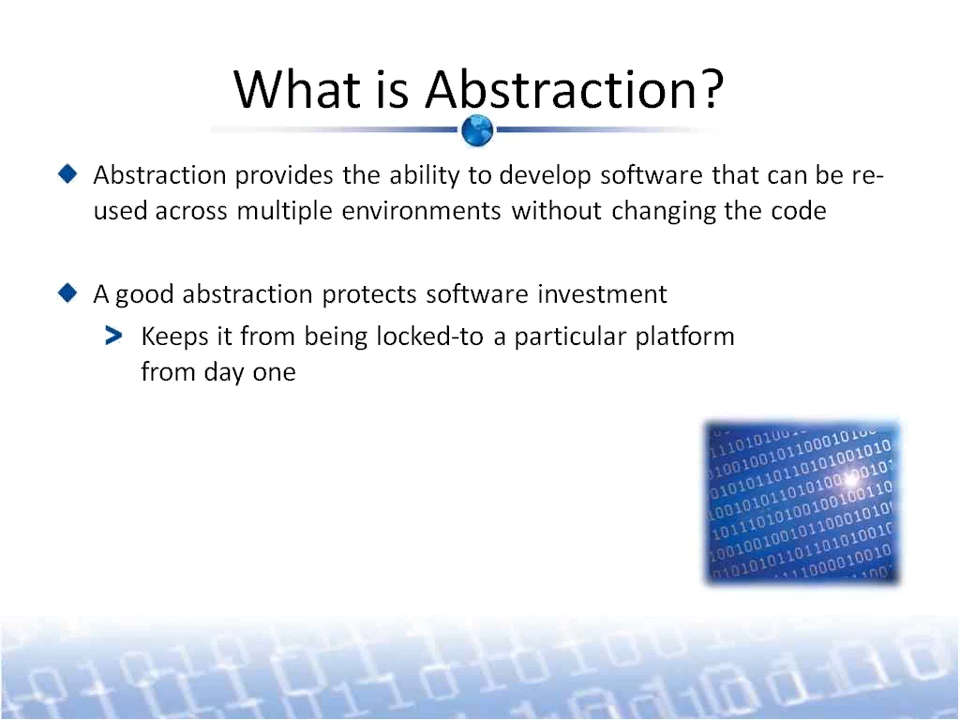 What is Abstraction?
Abstraction provides the ability to develop software that can be re-
used across multiple environments without changing the code
A good abstraction protects software investment
Keeps it from being locked-to a particular platform
from day one